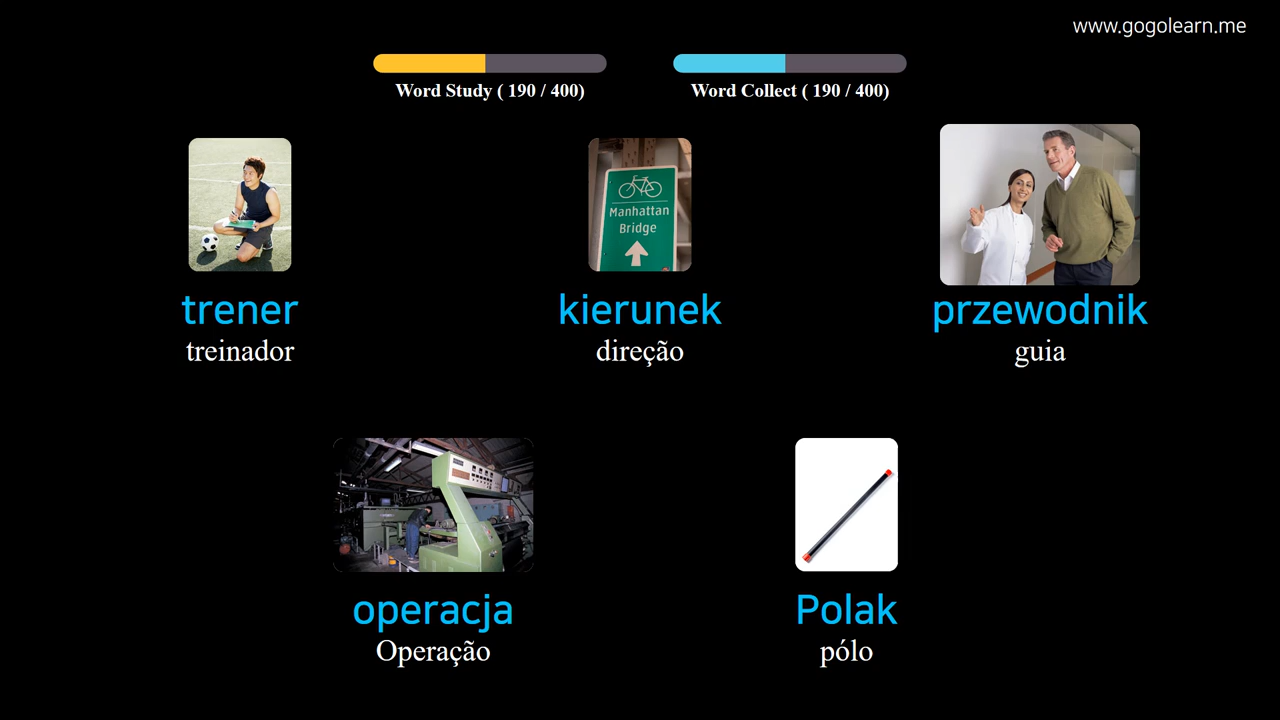 www.gogolearn.me
Word Study ( 190 / 400)
Word Collect ( 190 / 400)
Manhattan
Bridge
trener
treinador
kierunek
direção
przewodnik
guia
operacja
Operação
Polak
pólo